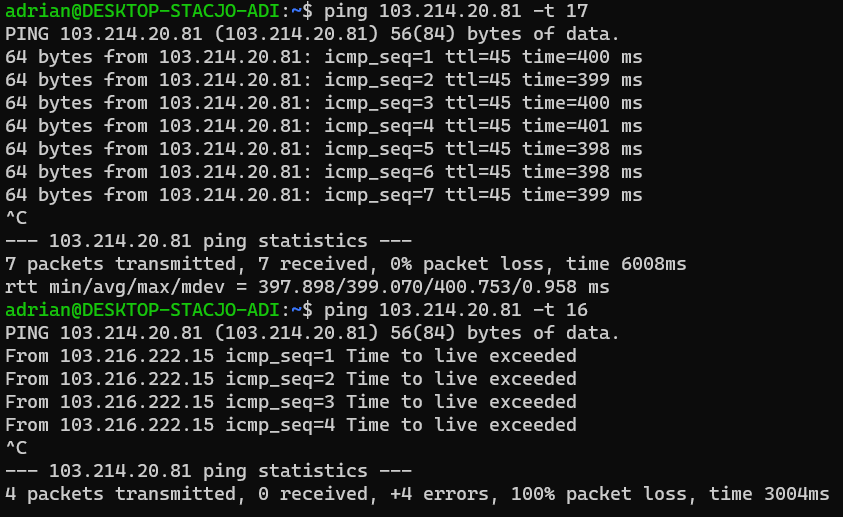 adrian@DESKTOP-STACJO-ADI:~$ ping 103.214.20.81 -t 17
PING 103.214.20.81 (103.214.20.81) 56(84) bytes of data.
64 bytes from 103.214.20.81: icmp_seq=1 ttl=45 time=400 ms
64 bytes from 103.214.20.81: icmp_seq=2 ttl=45 time=399 ms
64 bytes from 103.214.20.81: icmp_seq=3 ttl=45 time=400 ms
64 bytes from 103.214.20.81: icmp_seq=4 ttl=45 time=401 ms
64 bytes from 103.214.20.81: icmp_seq=5 ttl=45 time=398 ms
64 bytes from 103.214.20.81: icmp_seq=6 ttl=45 time=398 ms
64 bytes from 103.214.20.81: icmp_seq=7 ttl=45 time=399 ms
^C
--- 103.214.20.81 ping statistics ---
7 packets transmitted, 7 received, 0% packet loss, time 6008ms
rtt min/avg/max/mdev = 397.898/399.070/400.753/0.958 ms
adrian@DESKTOP-STACJO-ADI:~$ ping 103.214.20.81 -t 16
PING 103.214.20.81 (103.214.20.81) 56(84) bytes of data.
From 103.216.222.15 icmp_seq=1 Time to live exceeded
From 103.216.222.15 icmp_seq=2 Time to live exceeded
From 103.216.222.15 icmp_seq=3 Time to live exceeded
From 103.216.222.15 icmp_seq=4 Time to live exceeded
^C
--- 103.214.20.81 ping statistics ---
4 packets transmitted, 0 received, +4 errors, 100% packet loss, time 3004ms